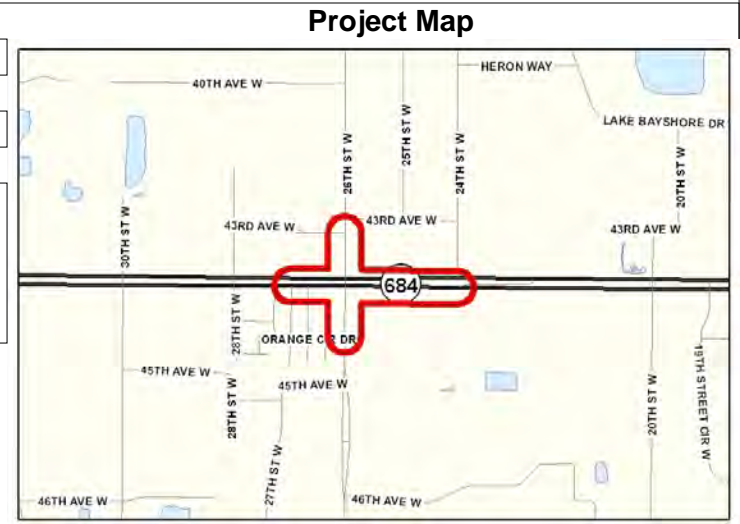 Project Map
HERON WAY
40TH AVE W
LAKE BAYSHORE DR
26TH ST W
25TH ST W
24TH ST W
20TH ST W
30TH ST W
43RD AVE W
43RD AVE W
43RD AVE W
684
28TH ST W
ORANGE CIR DR
45TH AVE W
45TH AVE W
28TH ST W
27TH ST W
20TH ST W
19TH STREET CIR W
46TH AVE W
46TH AVE W